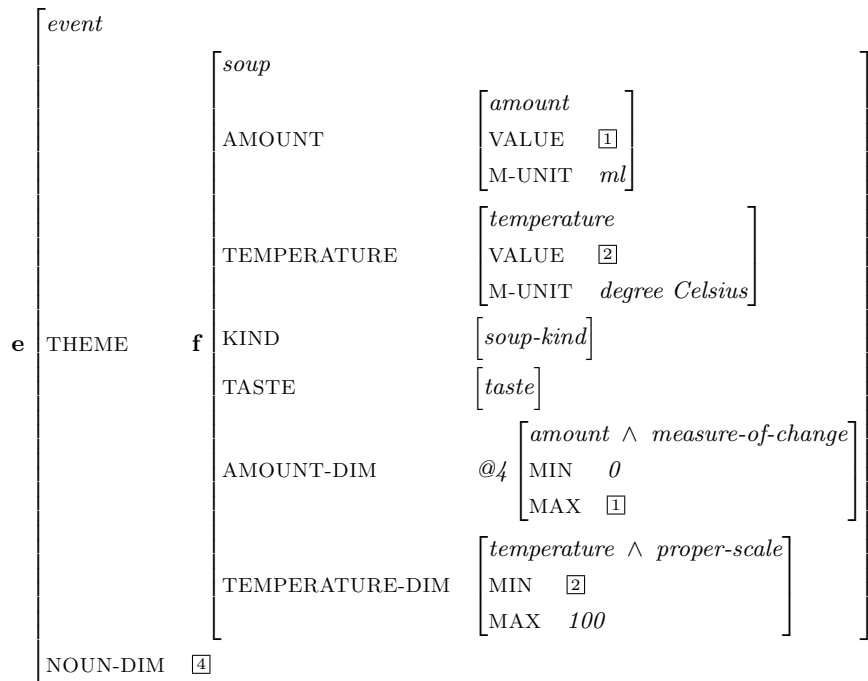 event
soup
amount
AMOUNT VALUE 1
M-UNIT ml
temperature
TEMPERATURE VALUE 2
M-UNIT degree Celsius
e THEME f KIND [soup-kind]
TASTE [taste]
amount ∧ measure-of-change
AMOUNT-DIM @4 MIN 0
MAX 1
temperature ∧ proper-scale
TEMPERATURE-DIM MIN 2
MAX 100
NOUN-DIM 4